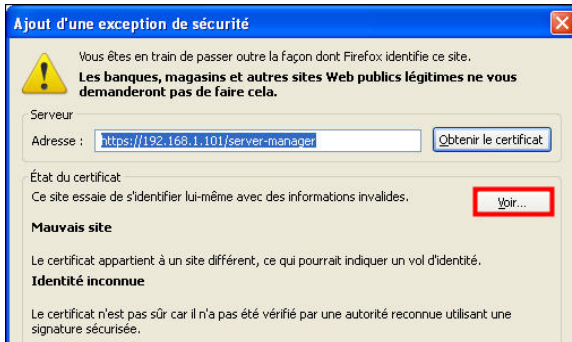 Ajout d'une exception de sécurité
Vous êtes en train de passer outre la façon dont Firefox identifie ce site.
Les banques, magasins et autres sites Web publics légitimes ne vous
demanderont pas de faire cela.
Serveur
Adresse : https://192.168.1.101/server-manager Obtenir le certificat
État du certificat
Ce site essaie de s'identifier lui-même avec des informations invalides. Voir...
Mauvais site
Le certificat appartient à un site différent, ce qui pourrait indiquer un vol d'identité.
Identité inconnue
Le certificat n'est pas sûr car il n'a pas été vérifié par une autorité reconnue utilisant une
signature sécurisée.